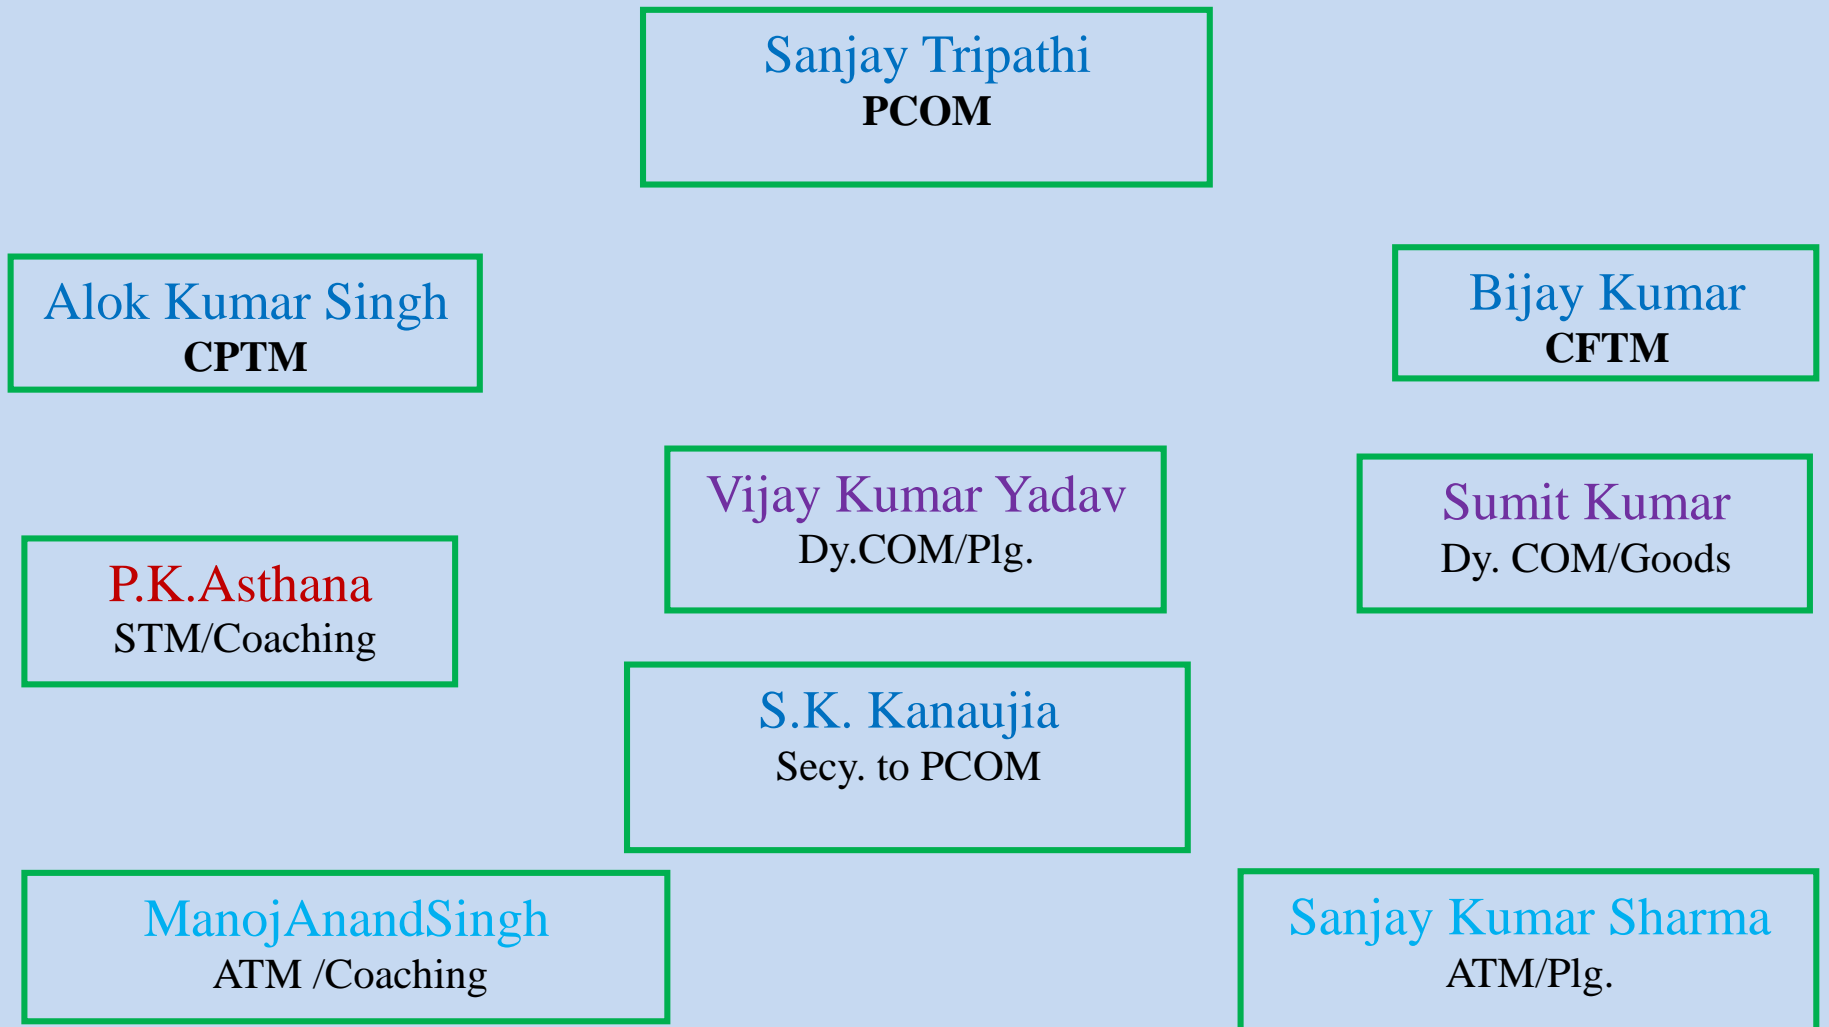 Sanjay Tripathi
PCOM
Alok Kumar Singh
CPTM
Bijay Kumar
CFTM
Vijay Kumar Yadav
Dy.COM/Plg.
Sumit Kumar
Dy. COM/Goods
P.K.Asthana
STM/Coaching
S.K. Kanaujia
Secy. to PCOM
ManojAnandSingh
ATM /Coaching
Sanjay Kumar Sharma
ATM/Plg.